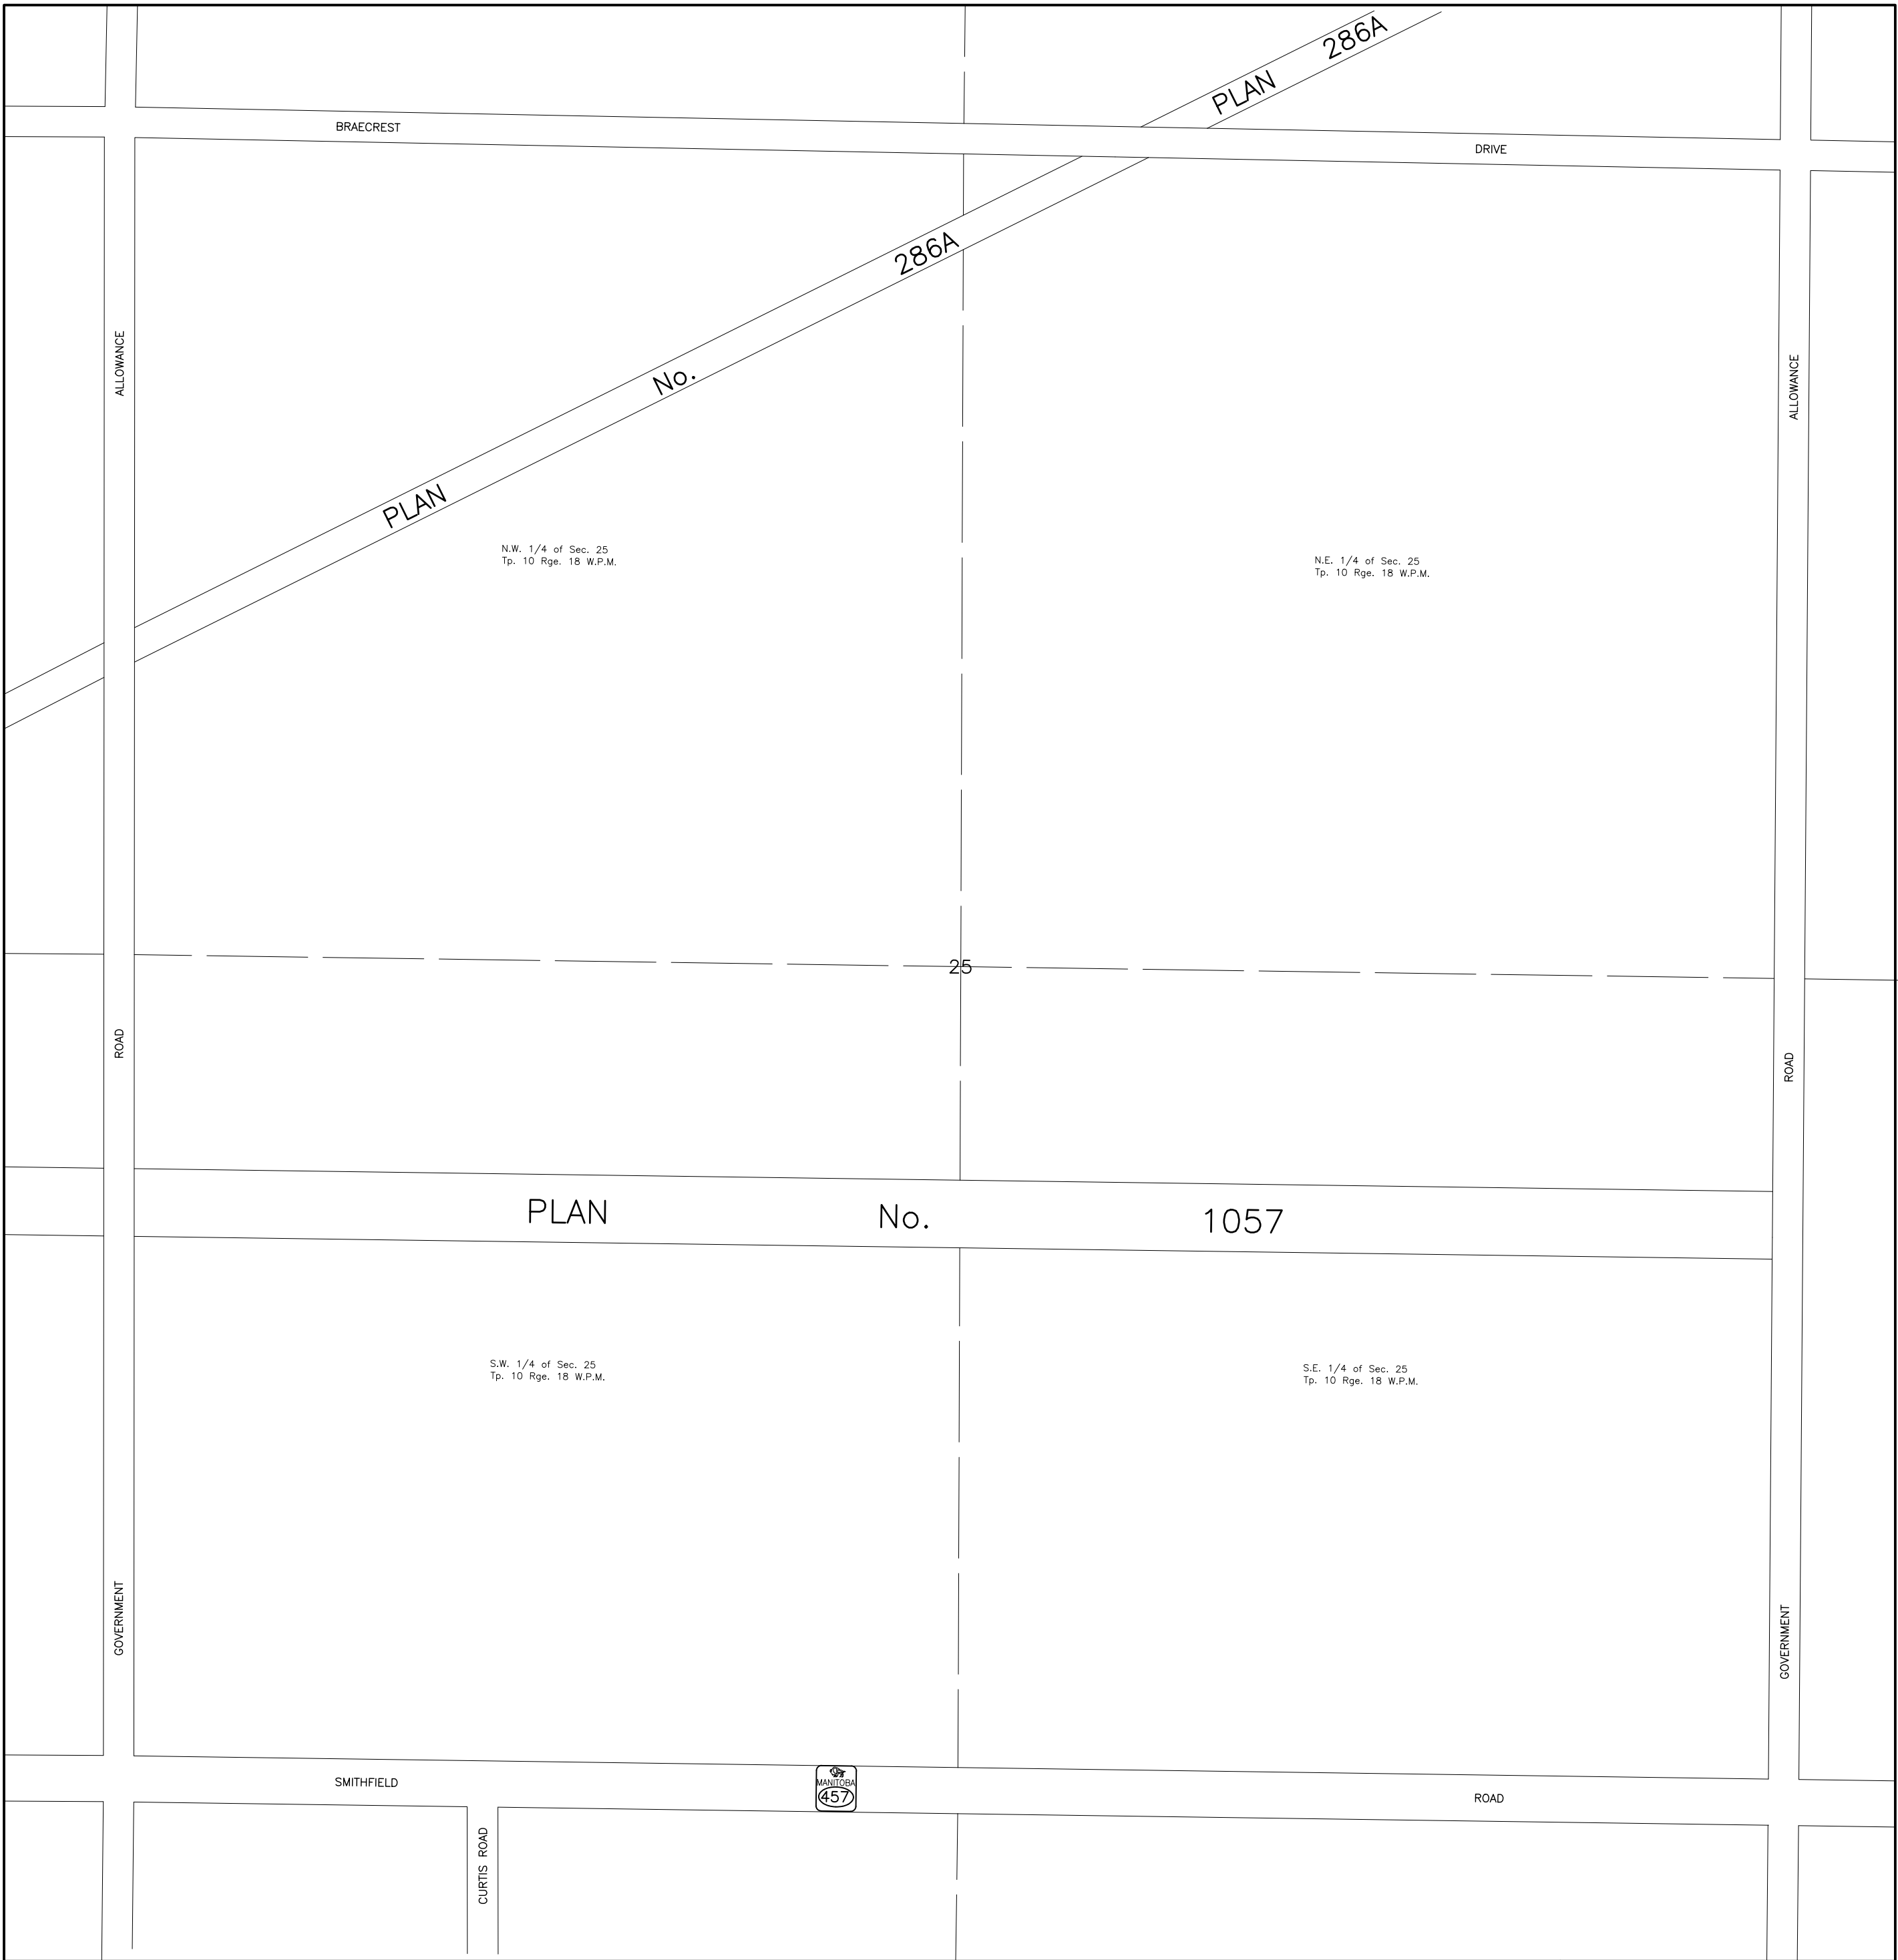 PLAN 286A
BRAECREST DRIVE
PLAN No. 286A
ALLOWANCE
ALLOWANCE
N.W. 1/4 of Sec. 25
Tp. 10 Rge. 18 W.P.M.
N.E. 1/4 of Sec. 25
Tp. 10 Rge. 18 W.P.M.
25
ROAD
ROAD
PLAN No. 1057
S.W. 1/4 of Sec. 25
Tp. 10 Rge. 18 W.P.M.
S.E. 1/4 of Sec. 25
Tp. 10 Rge. 18 W.P.M.
GOVERNMENT
GOVERNMENT
SMITHFIELD
MANITOBA
457
ROAD
CURTIS ROAD